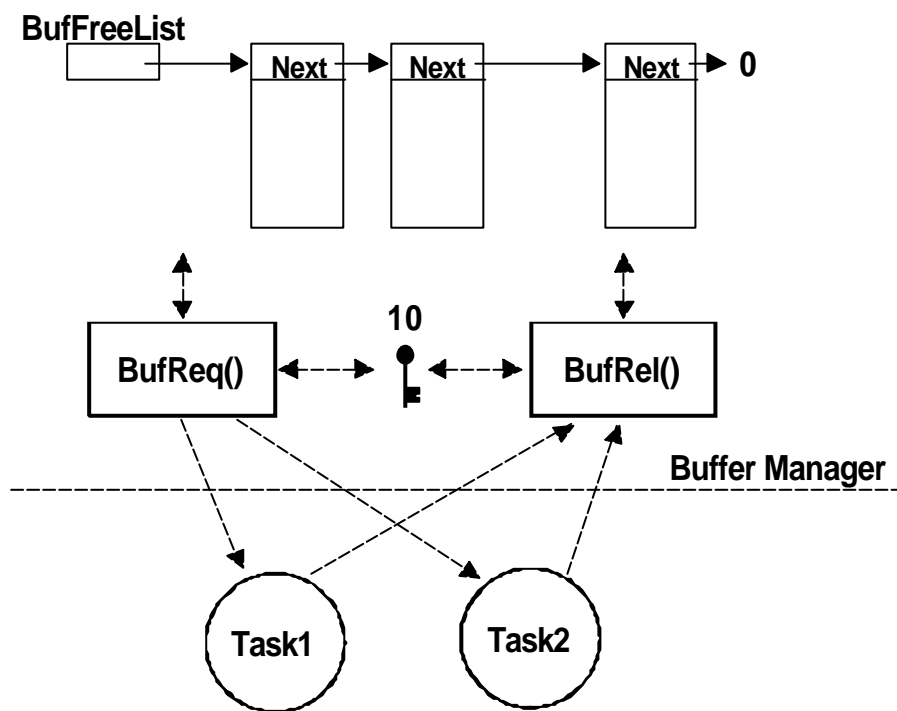 BufFreeList
Next Next Next 0
10
BufReq() BufRel()
Buffer Manager
Task1 Task2